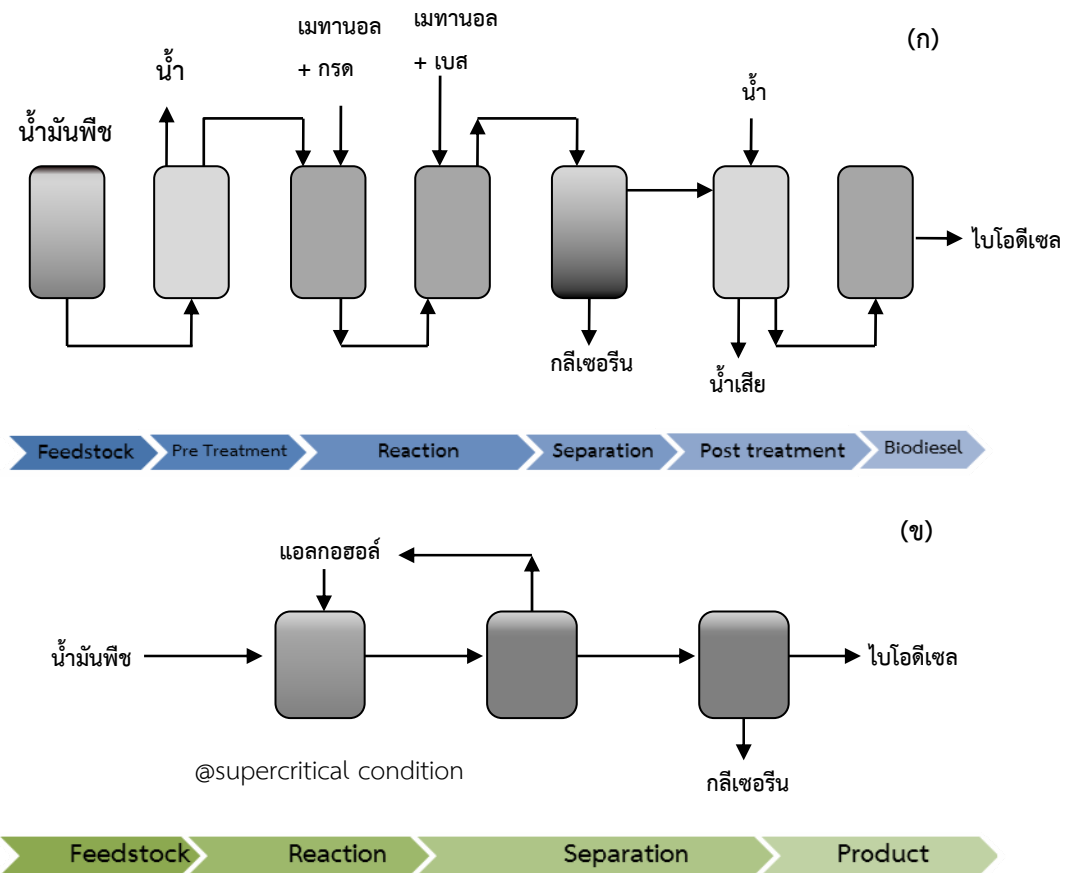 (ก)
เมทานอล
+ กรด
เมทานอล
+ เบส
น้ำ
น้ำ
น้ำมันพืช
ไบโอดีเซล
กลีเซอรีน
น้ำเสีย
Feedstock
Pre Treatment
Reaction
Separation
Post treatment
Biodiesel
(ข)
แอลกอฮอล์
น้ำมันพืช
ไบโอดีเซล
@supercritical condition
กลีเซอรีน
Feedstock
Reaction
Separation
Product